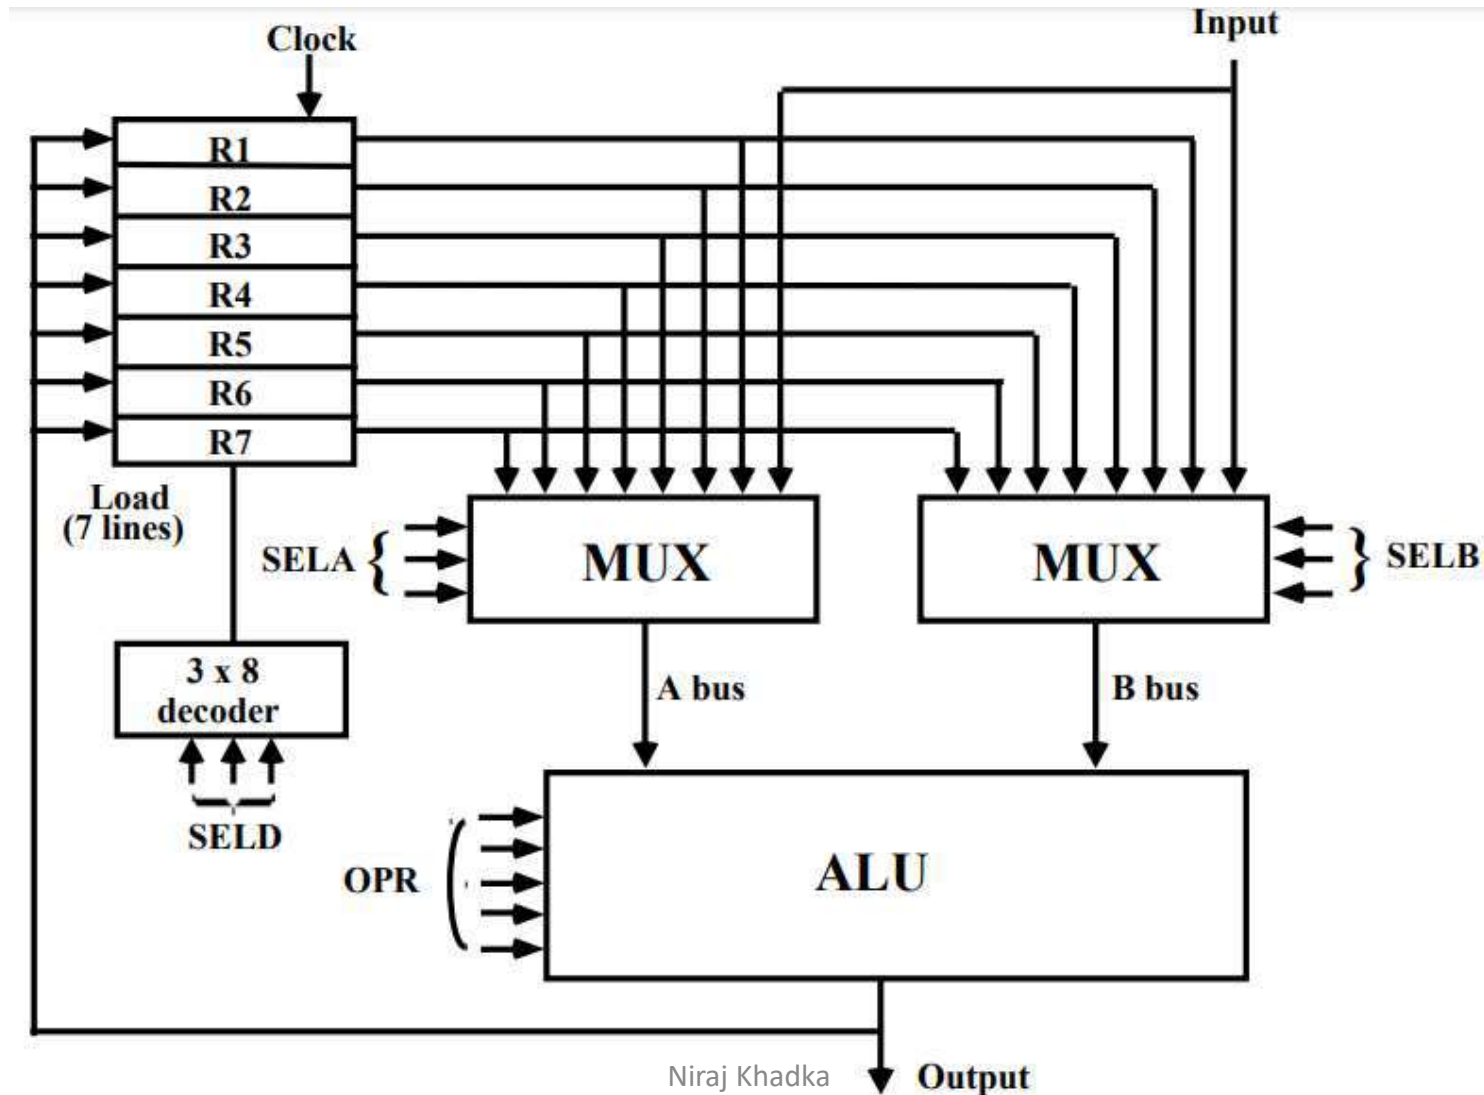 Clock
Input
R1
R2
R3
R4
R5
R6
R7
Load
(7 lines)
SELA {
MUX
MUX
} SELB
3 x 8
decoder
A bus
B bus
SELD
OPR
ALU
Niraj Khadka
Output